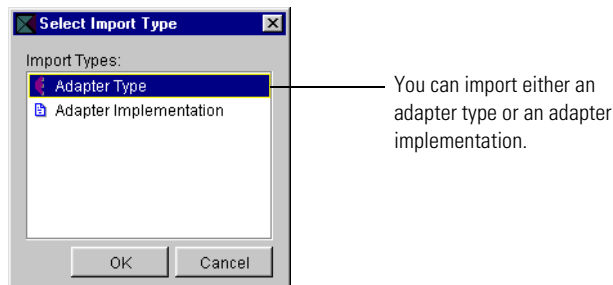 Select Import Type
Import Types:
Adapter Type
Adapter Implementation
OK
Cancel
You can import either an
adapter type or an adapter
implementation.